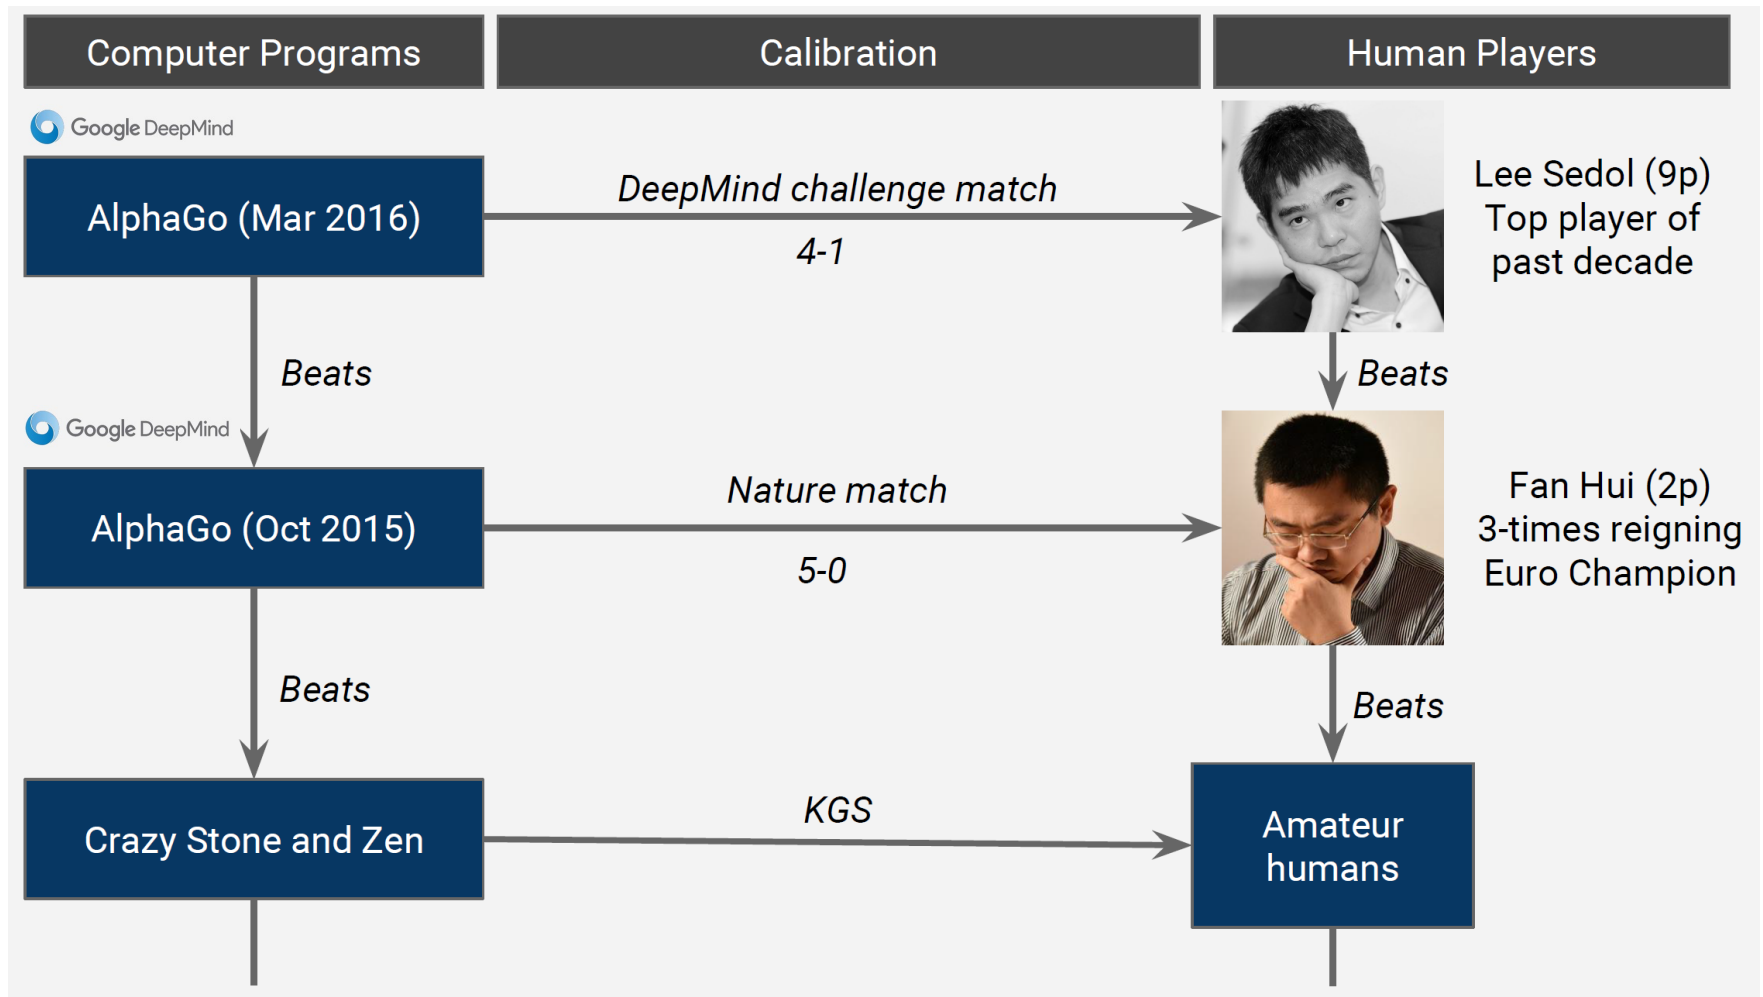 Computer Programs
Calibration
Human Players
Google DeepMind
AlphaGo (Mar 2016)
DeepMind challenge match
4-1
Lee Sedol (9p)
Top player of
past decade
Beats
Beats
Google DeepMind
AlphaGo (Oct 2015)
Nature match
5-0
Fan Hui (2p)
3-times reigning
Euro Champion
Beats
Beats
Crazy Stone and Zen
KGS
Amateur
humans